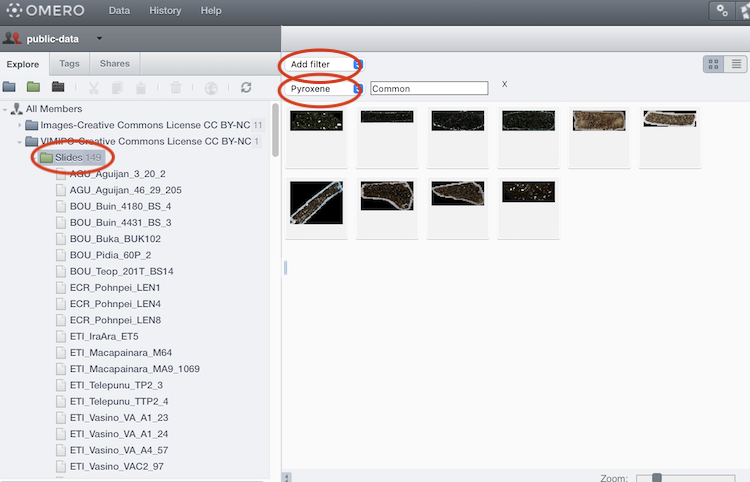 OMERO Data History Help
public-data
Explore Tags Shares
Add filter
Pyroxene Common x
All Members
Images-Creative Commons License CC BY-NC 11
VIMIPO-Creative Commons License CC BY-NC 1
Slides 149
AGU_Aguijan_3_20_2
AGU_Aguijan_46_29_205
BOU_Buin_4180_BS_4
BOU_Buin_4431_BS_3
BOU_Buka_BUK102
BOU_Pidia_60P_2
BOU_Teop_201T_BS14
ECR_Pohnpei_LEN1
ECR_Pohnpei_LEN4
ECR_Pohnpei_LEN8
ETI_IraAra_ET5
ETI_Macapainara_M64
ETI_Macapainara_MA9_1069
ETI_Telepunu_TP2_3
ETI_Telepunu_TTP2_4
ETI_Vasino_VA_A1_23
ETI_Vasino_VA_A1_24
ETI_Vasino_VA_A4_57
ETI_Vasino_VAC2_97
Zoom: